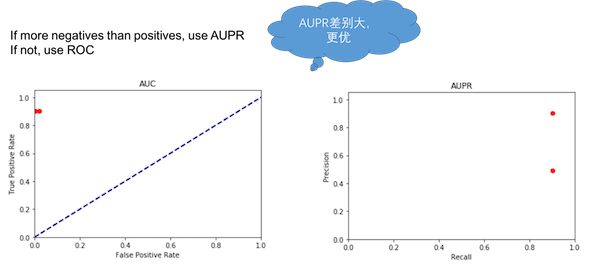 If more negatives than positives, use AUPR
If not, use ROC
AUPR差别大,
更优
AUC
True Positive Rate
1.0
0.8
0.6
0.4
0.2
0.0
0.0 0.2 0.4 0.6 0.8 1.0
False Positive Rate
AUPR
Precision
1.0
0.8
0.6
0.4
0.2
0.0
0.0 0.2 0.4 0.6 0.8 1.0
Recall